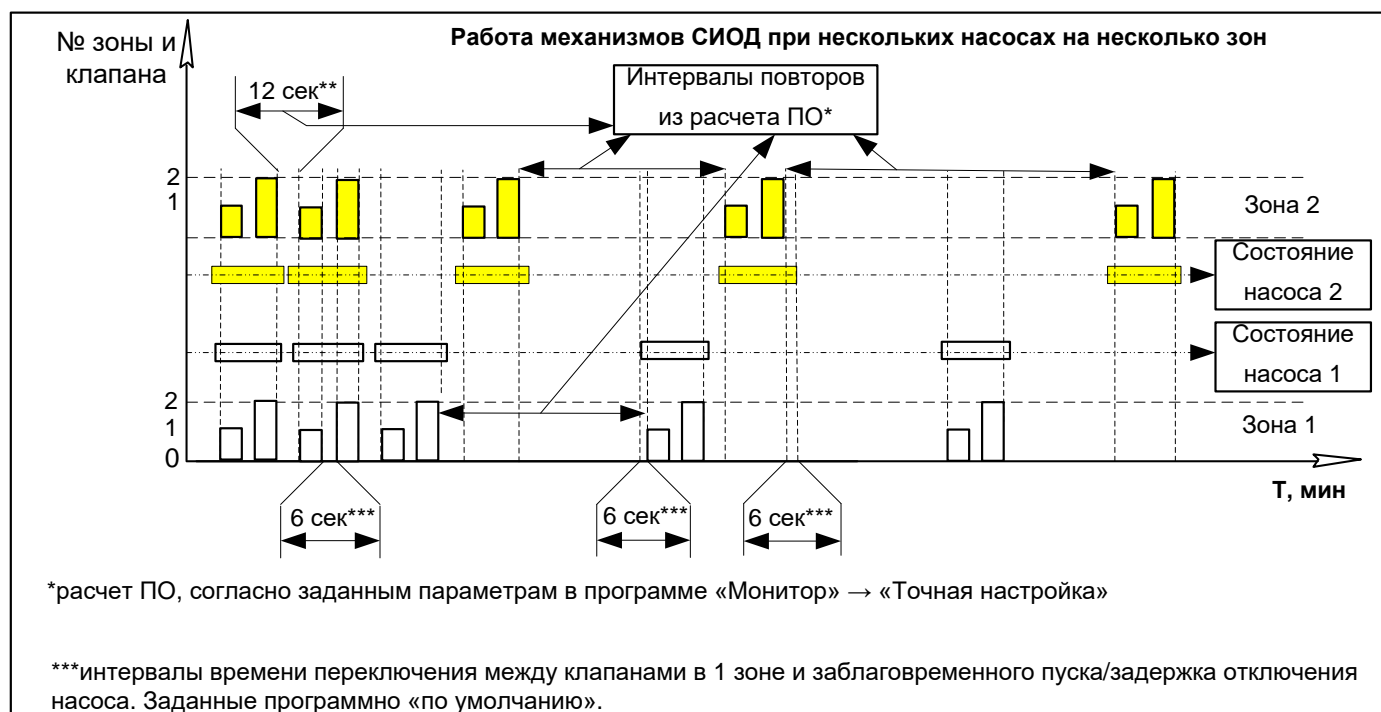 Работа механизмов СИОД при нескольких насосах на несколько зон
№ зоны и
клапана
12 сек**
Интервалы повторов
из расчета ПО*
2
1
Зона 2
Состояние
насоса 2
Состояние
насоса 1
2
1
0
Зона 1
Т, мин
6 сек***
6 сек***
6 сек***
*расчет ПО, согласно заданным параметрам в программе «Монитор» → «Точная настройка»
***интервалы времени переключения между клапанами в 1 зоне и заблаговременного пуска/задержка отключения
насоса. Заданные программно «по умолчанию».